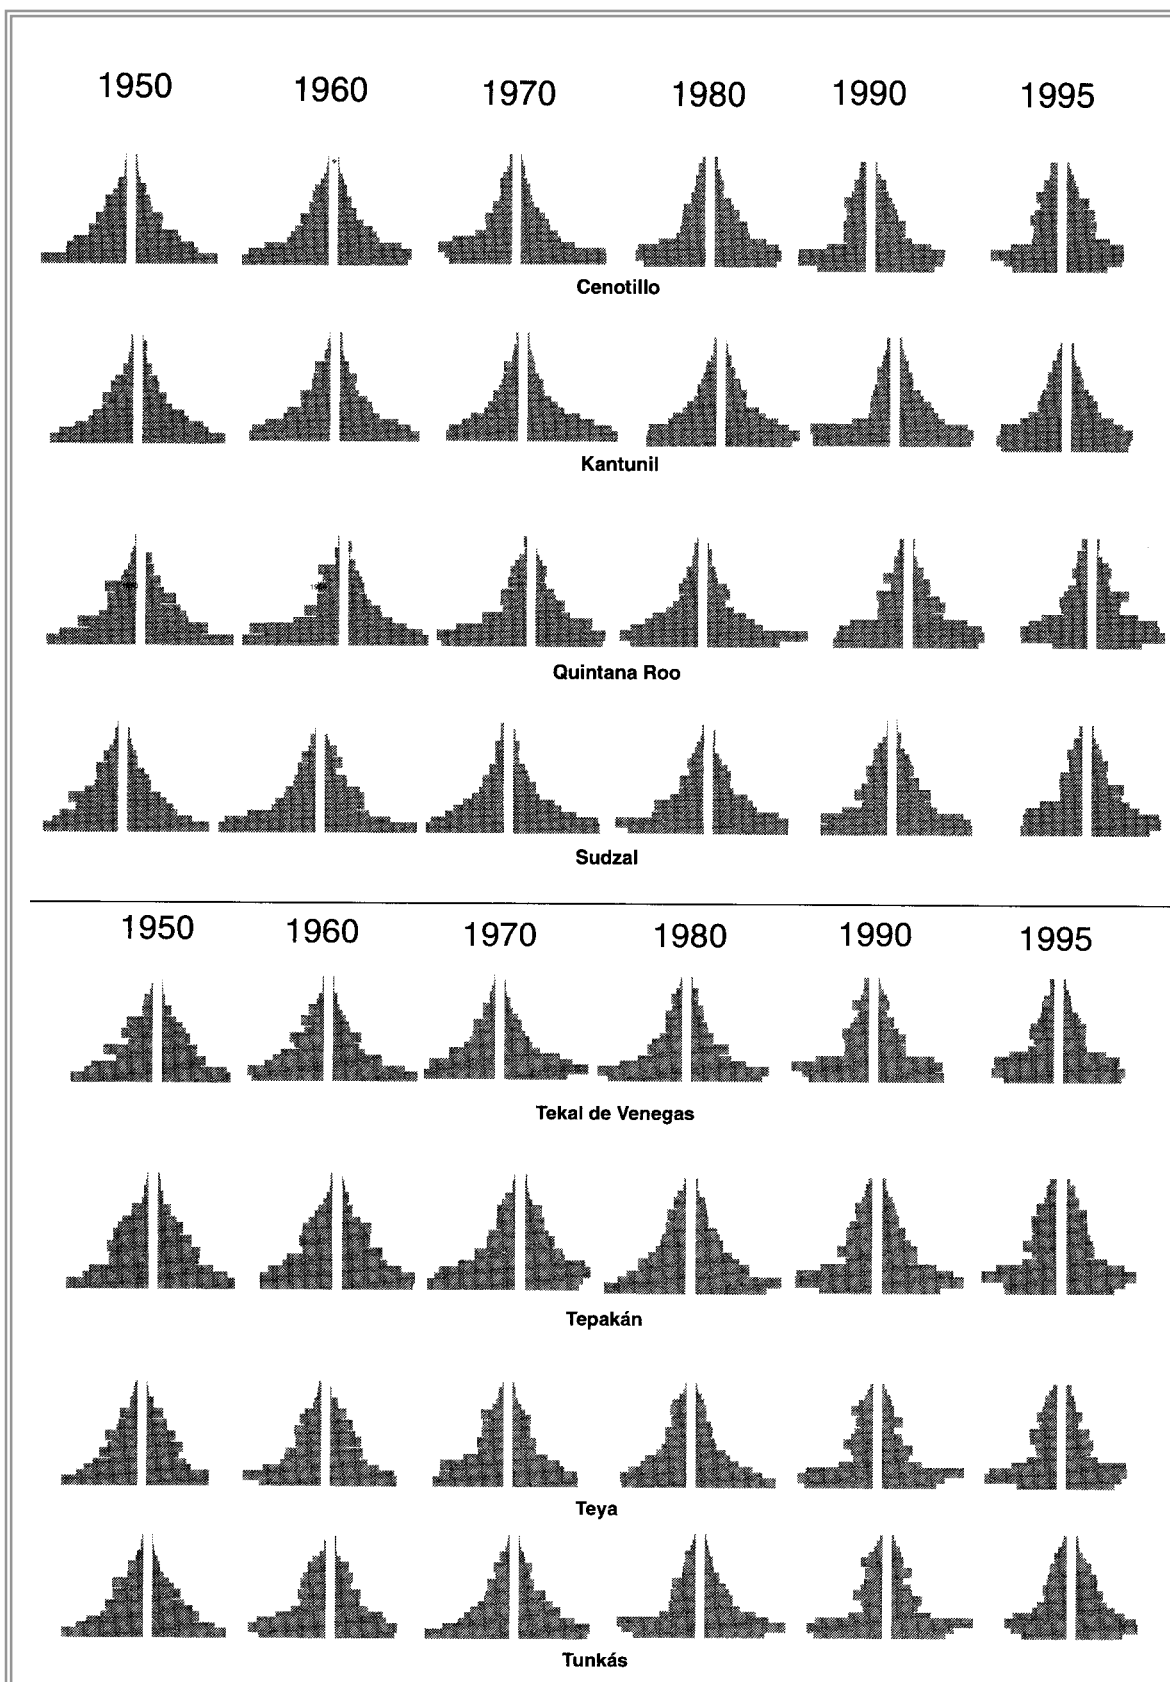 1950 1960 1970 1980 1990 1995
Cenotillo
Kantunil
Quintana Roo
Sudzal
1950 1960 1970 1980 1990 1995
Tekal de Venegas
Tepakán
Teya
Tunkás